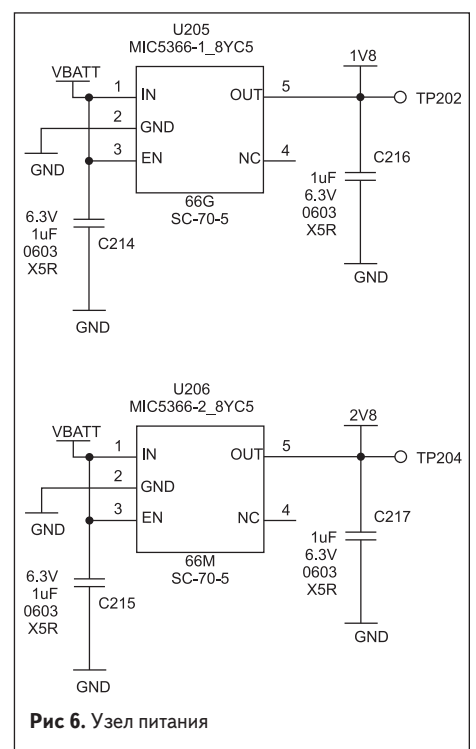 U205
MIC5366-1_8YC5
VBATT
1V8
1
IN
OUT
5
TP202
2
GND
3
EN
NC
4
C216
GND
1uF
6.3V
0603
X5R
66G
SC-70-5
6.3V
1uF
0603
X5R
C214
GND
GND
U206
MIC5366-2_8YC5
VBATT
2V8
1
IN
OUT
5
TP204
2
GND
3
EN
NC
4
C217
GND
1uF
6.3V
0603
X5R
66M
SC-70-5
6.3V
1uF
0603
X5R
C215
GND
GND
Рис 6. Узел питания